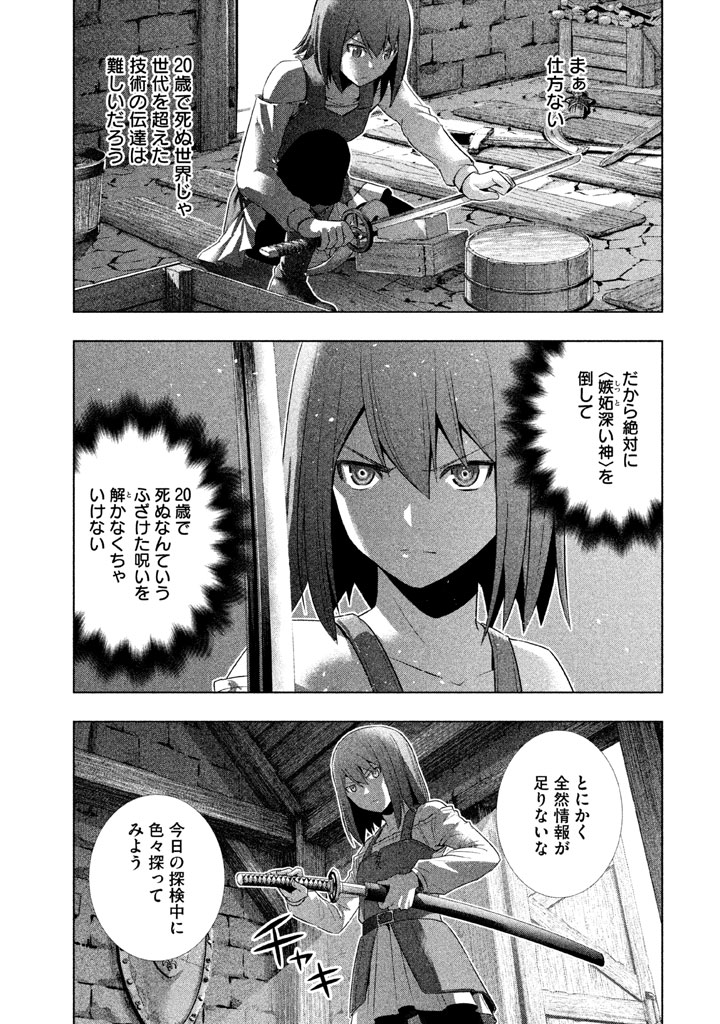 まぁ
仕方ない
20歳で死ぬ世界じゃ
世代を超えた
技術の伝達は
難しいだろう
だから絶対に
〈嫉妬深い神〉を
しっと
倒して
20歳で
死ぬなんていう
ふざけた呪いを
解かなくちゃ
と
いけない
とにかく
全然情報が
足りないな
今日の探検中に
色々探って
みよう
チャキ